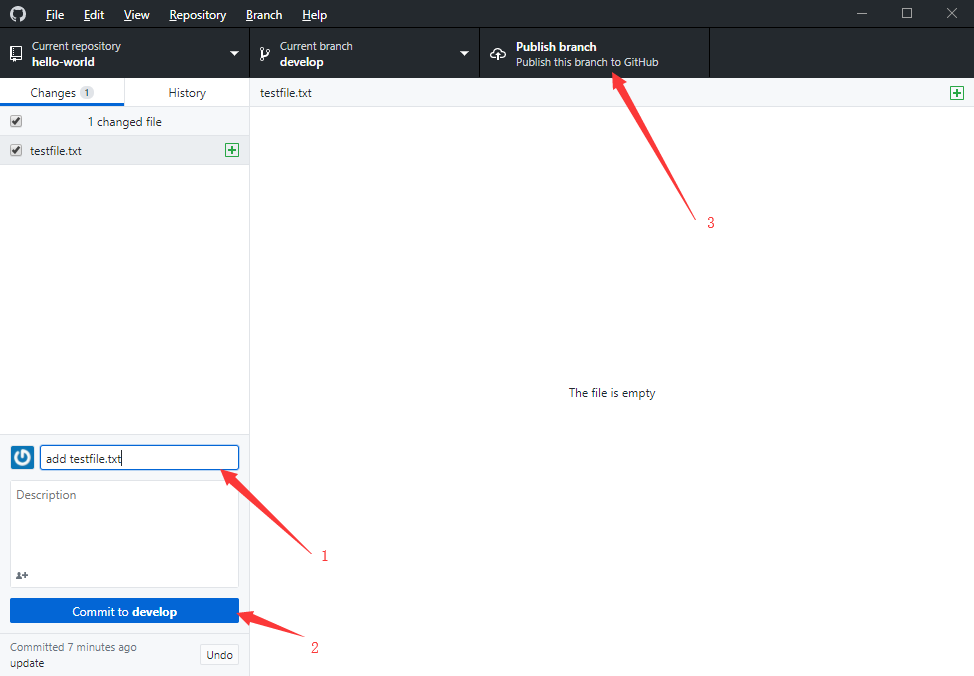 File Edit View Repository Branch Help
Current repository
hello-world
Current branch
develop
Publish branch
Publish this branch to GitHub
Changes 1
History
testfile.txt
1 changed file
testfile.txt
3
The file is empty
add testfile.txt
Description
1
Commit to develop
2
Committed 7 minutes ago
update
Undo